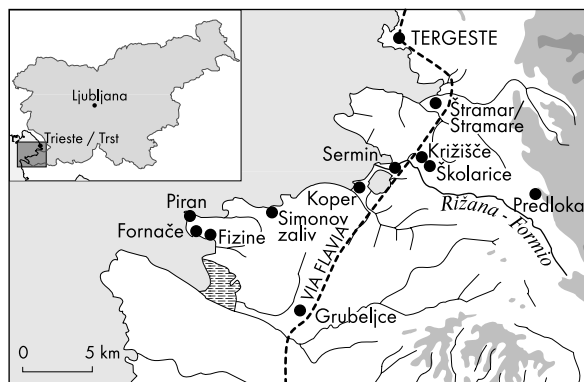 TERGESTE
Ljubljana
Trieste / Trst
Stramar
Stramare
Križišče
Sermin
Školarice
Koper
Predloka
Piran
Simonov
zaliv
Rižana - Formio
Fornače
Fizine
VIA FLAVIA
Grubeljce
0 5 km